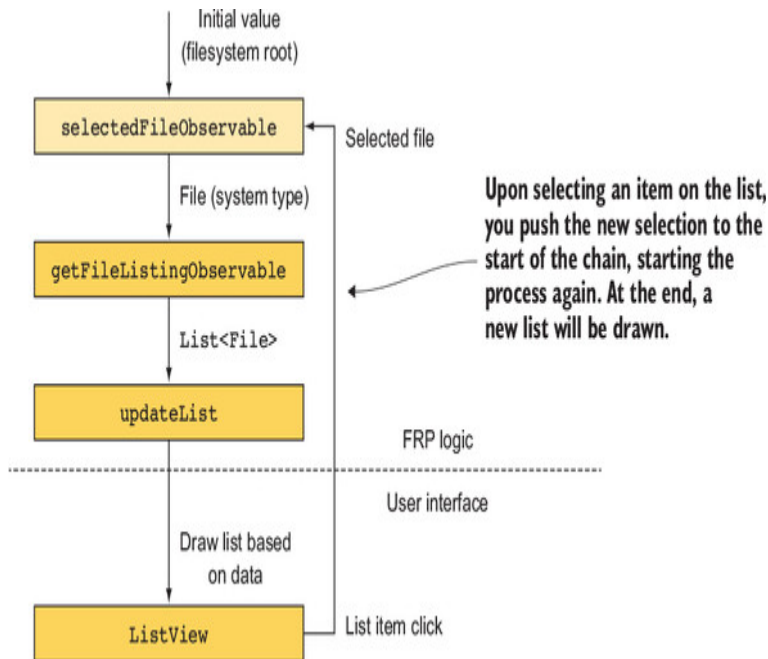 Initial value
(filesystem root)
selectedFileObservable
Selected file
File (system type)
Upon selecting an item on the list,
you push the new selection to the
start of the chain, starting the
process again. At the end, a
new list will be drawn.
getFileListingObservable
List<File>
updateList
FRP logic
User interface
Draw list based
on data
ListView
List item click